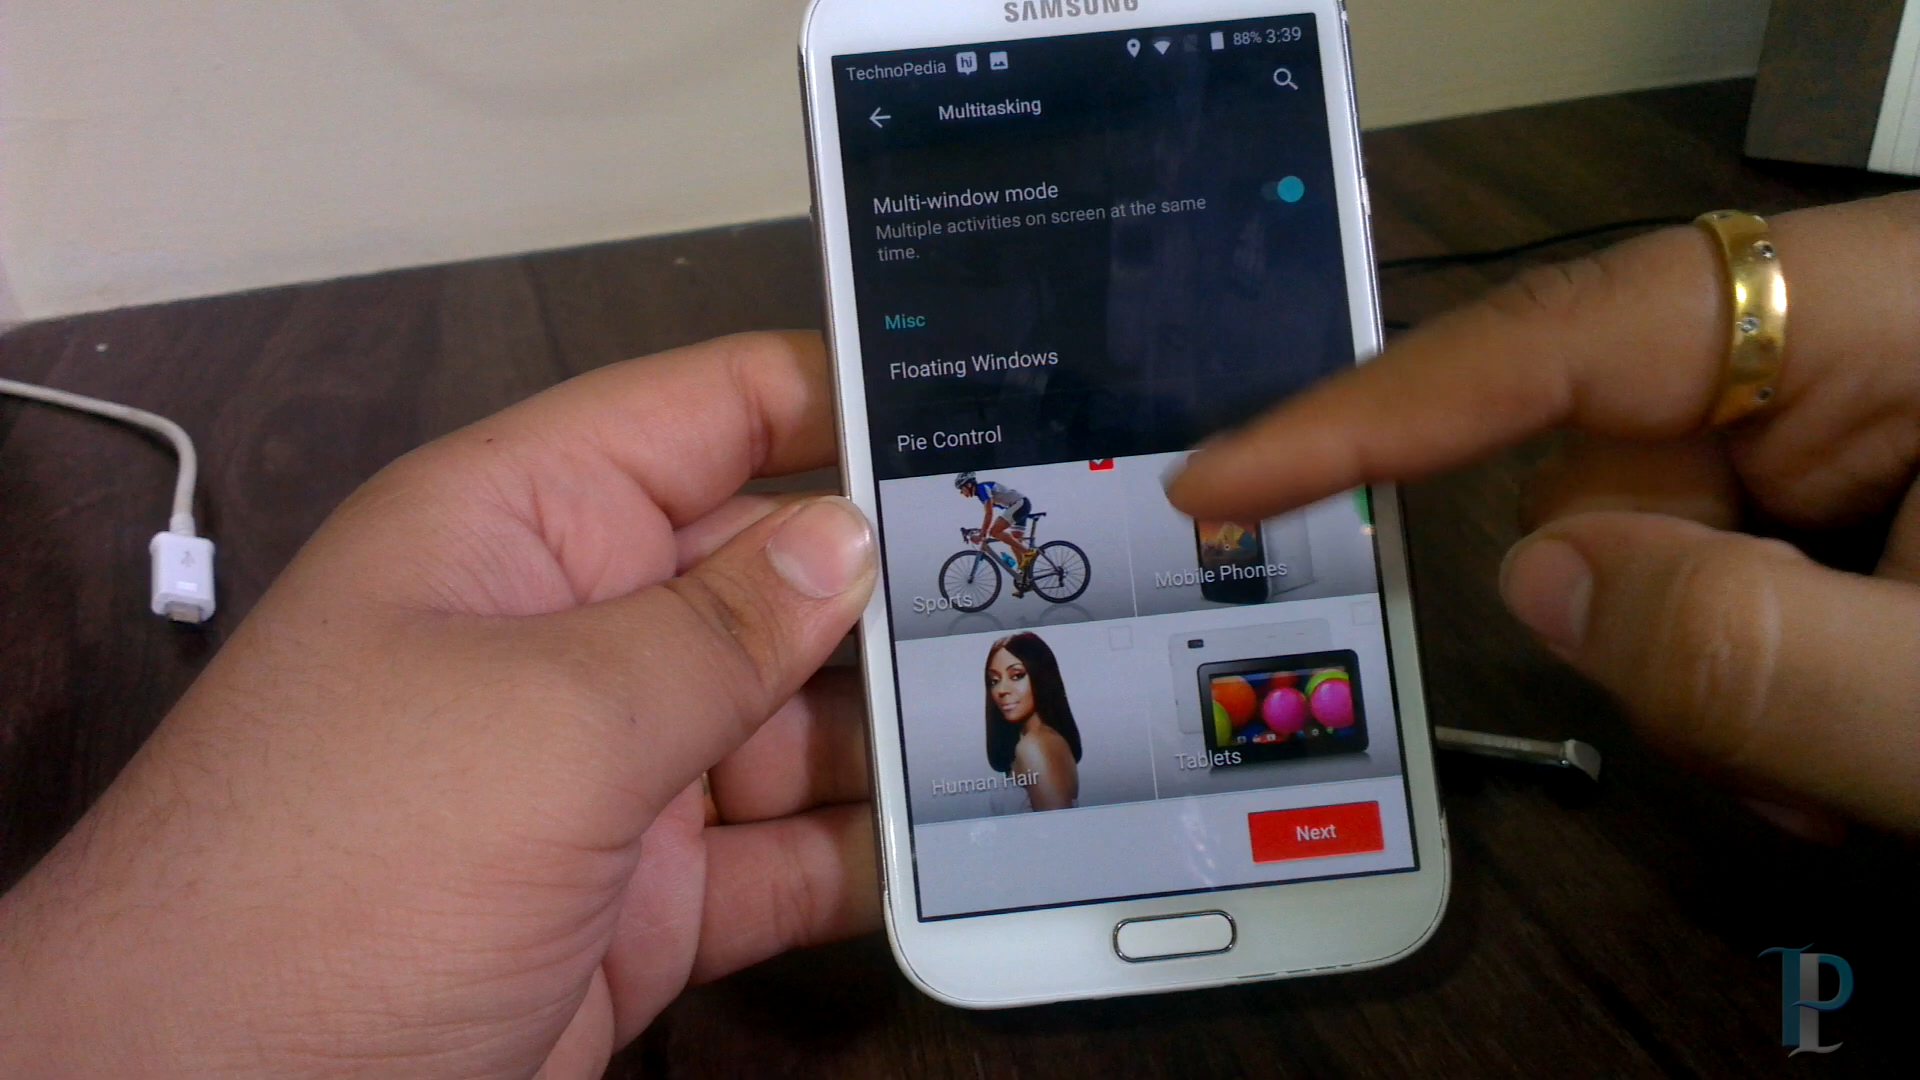 SAMSUNG
TechnoPedia hi 88% 3:39
Multitasking
Multi-window mode
Multiple activities on screen at the same
time.
Misc
Floating Windows
Pie Control
Sports
Mobile Phones
Human Hair
Tablets
Next